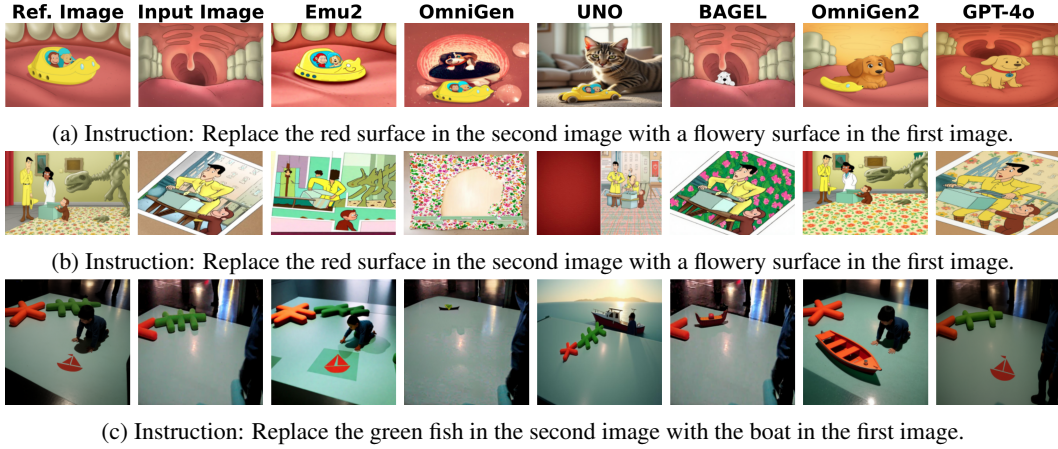 Ref. Image Input Image Emu2 OmniGen UNO BAGEL OmniGen2 GPT-4o
(a) Instruction: Replace the red surface in the second image with a flowery surface in the first image.
(b) Instruction: Replace the red surface in the second image with a flowery surface in the first image.
(c) Instruction: Replace the green fish in the second image with the boat in the first image.